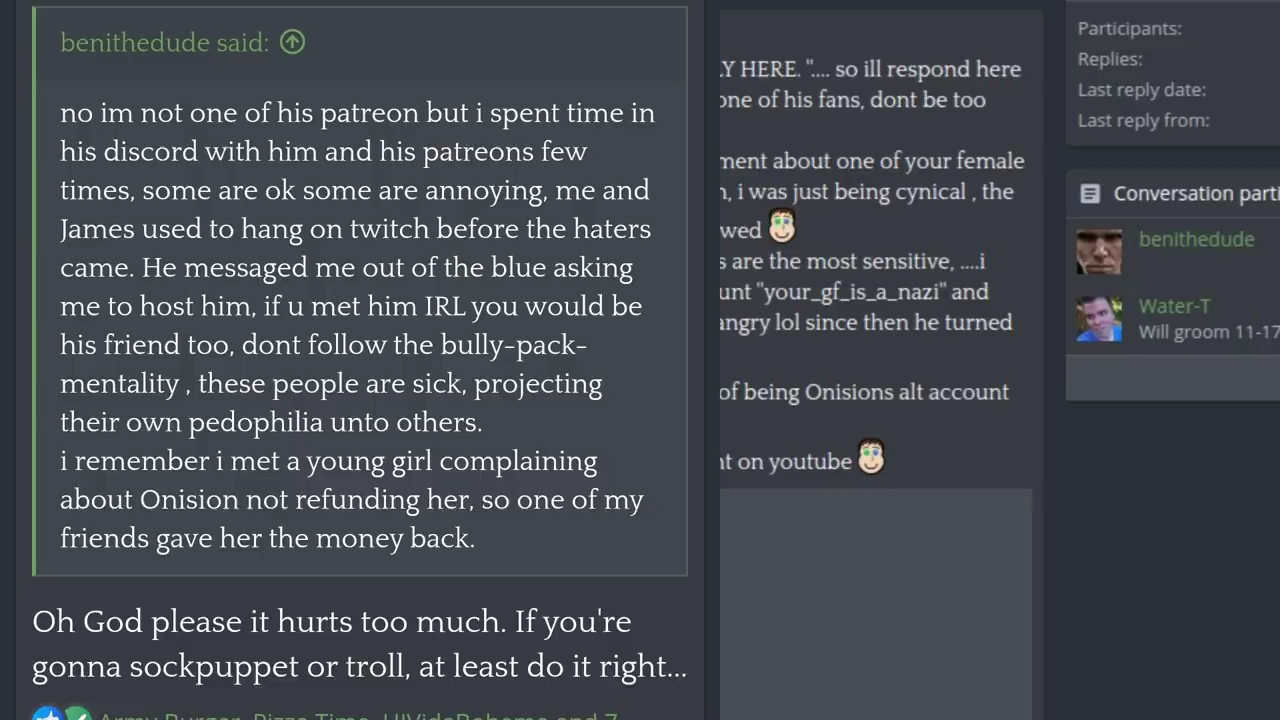 benithedude said:
no im not one of his patreon but i spent time in
his discord with him and his patreons few
times, some are ok some are annoying, me and
James used to hang on twitch before the haters
came. He messaged me out of the blue asking
me to host him, if u met him IRL you would be
his friend too, dont follow the bully-pack-
mentality , these people are sick, projecting
their own pedophilia unto others.
i remember i met a young girl complaining
about Onision not refunding her, so one of my
friends gave her the money back.
Oh God please it hurts too much. If you're
gonna sockpuppet or troll, at least do it right...
Army Burger, Pizza Time, and 7
HERE. ".... so ill respond here
one of his fans, dont be too
about one of your female
i was just being cynical , the
are the most sensitive, ....i
"your_gf_is_a_nazi" and
angry lol since then he turned
of being Onisions alt account
on youtube
Participants:
Replies:
Last reply date:
Last reply from:
Conversation parti
benithedude
Water-T
Will groom 11-17